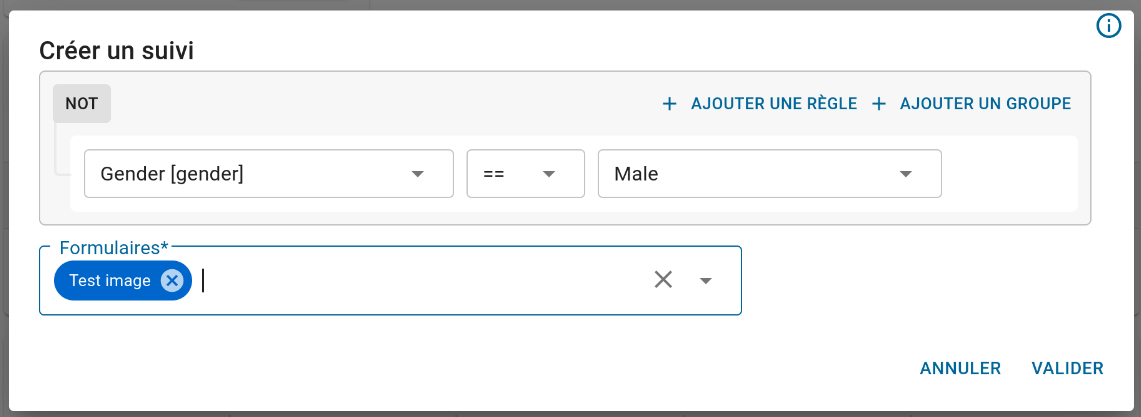 Créer un suivi
NOT
+ AJOUTER UNE RÈGLE + AJOUTER UN GROUPE
Gender [gender] == Male
Formulaires*
Test image
ANNULER VALIDER